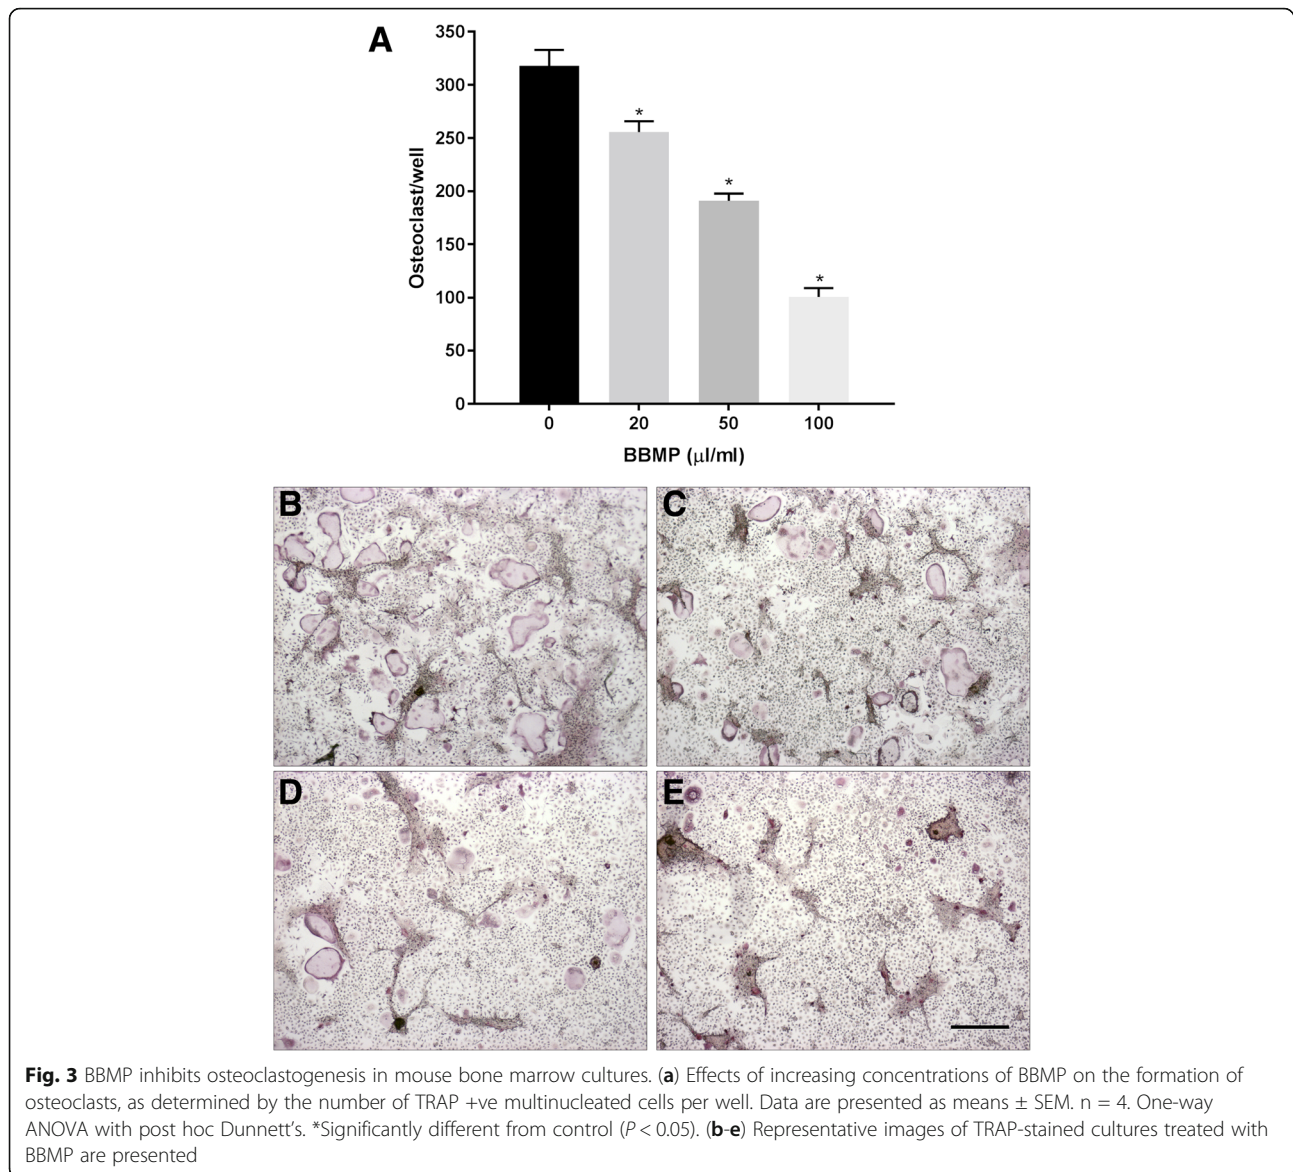 A
350
300
250
200
150
100
50
0
Osteoclast/well
*
*
*
0 20 50 100
BBMP (μl/ml)
B C
D E
Fig. 3 BBMP inhibits osteoclastogenesis in mouse bone marrow cultures. (a) Effects of increasing concentrations of BBMP on the formation of
osteoclasts, as determined by the number of TRAP +ve multinucleated cells per well. Data are presented as means ± SEM. n = 4. One-way
ANOVA with post hoc Dunnett's. *Significantly different from control (P < 0.05). (b-e) Representative images of TRAP-stained cultures treated with
BBMP are presented